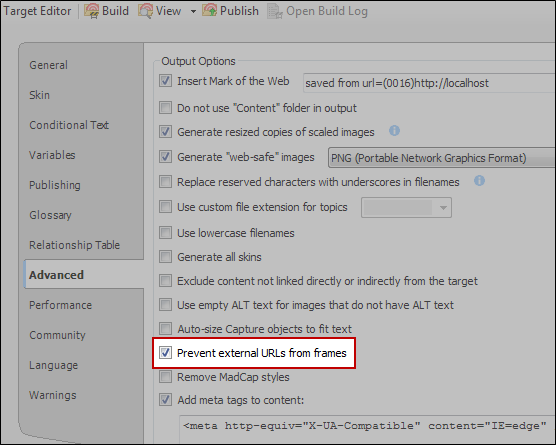 Target Editor Build View Publish Open Build Log
General
Skin
Conditional Text
Variables
Publishing
Glossary
Relationship Table
Advanced
Performance
Community
Language
Warnings
Output Options
Insert Mark of the Web saved from url=(0016)http://localhost
Do not use "Content" folder in output
Generate resized copies of scaled images
Generate "web-safe" images PNG (Portable Network Graphics Format)
Replace reserved characters with underscores in filenames
Use custom file extension for topics
Use lowercase filenames
Generate all skins
Exclude content not linked directly or indirectly from the target
Use empty ALT text for images that do not have ALT text
Auto-size Capture objects to fit text
Prevent external URLs from frames
Remove MadCap styles
Add meta tags to content:
<meta http-equiv="X-UA-Compatible" content="IE=edge"